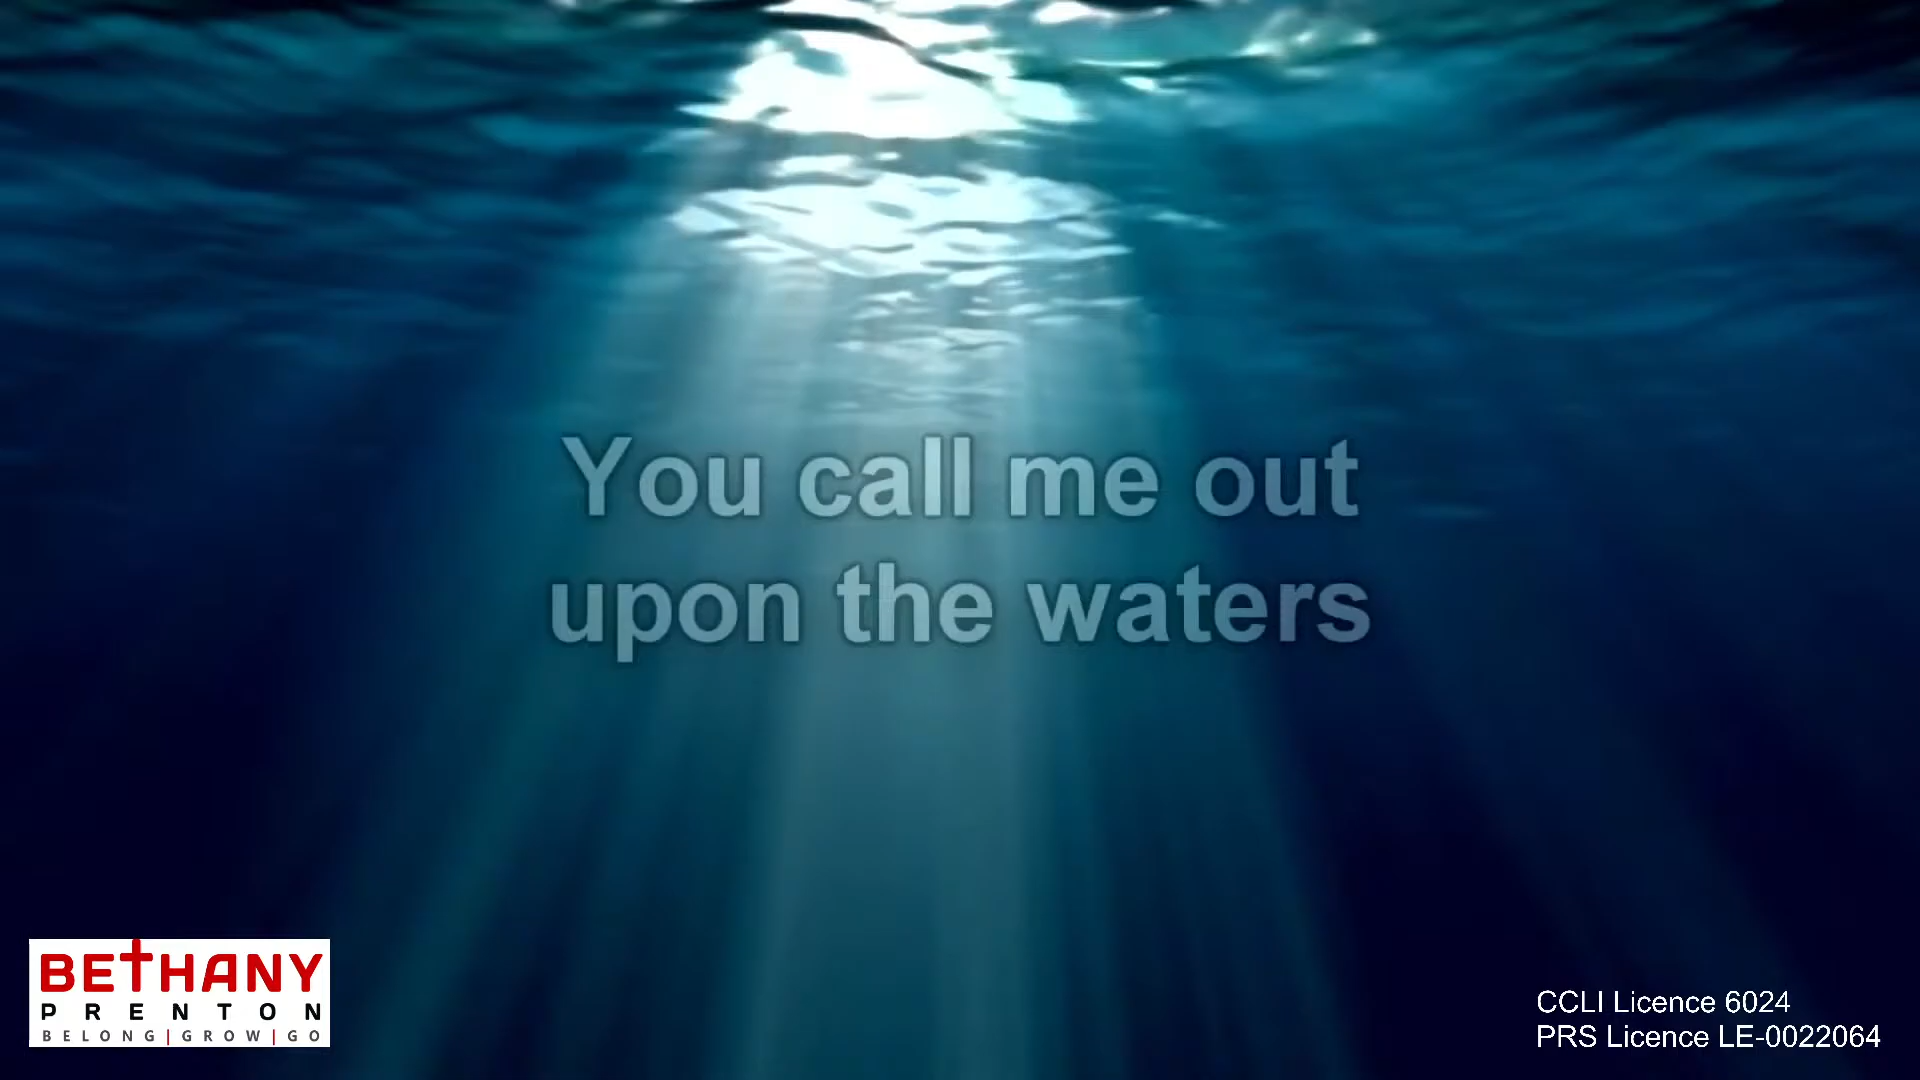 You call me out
upon the waters
BETHANY
PRENTON
BELONG|GROW|GO
CCLI Licence 6024
PRS Licence LE-0022064